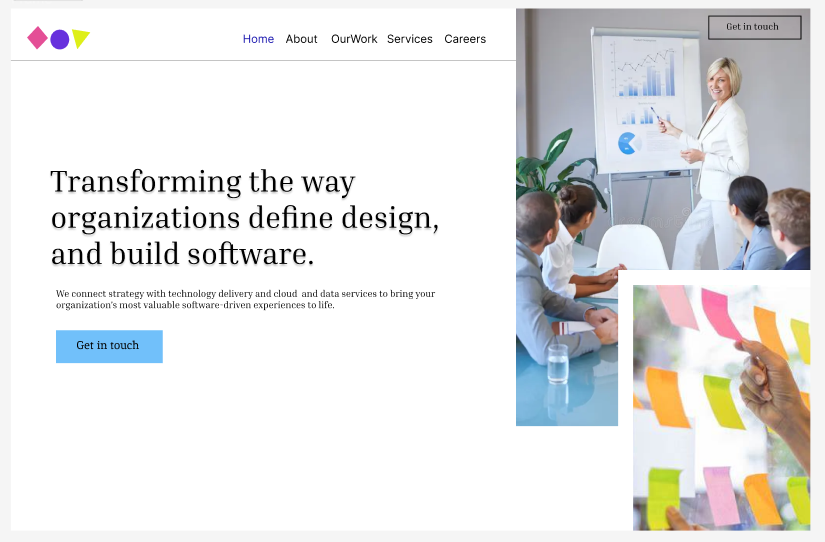 Home About OurWork Services Careers
Get in touch
Transforming the way
organizations define design,
and build software.
We connect strategy with technology delivery and cloud and data services to bring your
organization's most valuable software-driven experiences to life.
Get in touch